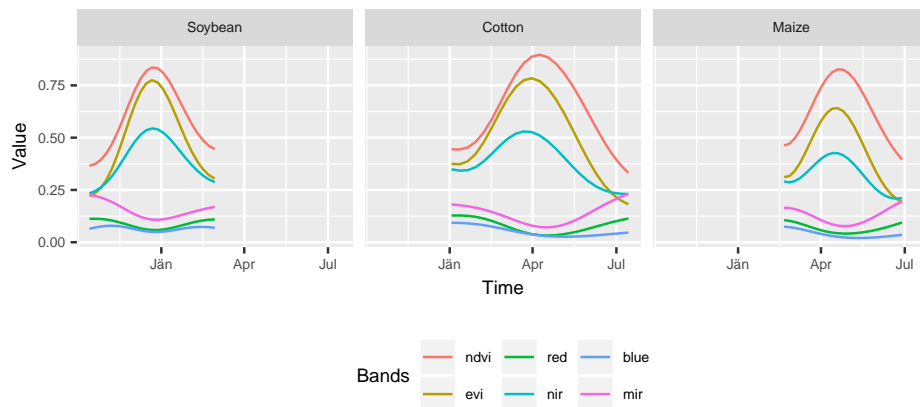 Soybean Cotton Maize
0.75
0.50
0.25
0.00
Value
Jän Apr Jul Jän Apr Jul Jän Apr Jul
Time
Bands
ndvi red blue
evi nir mir